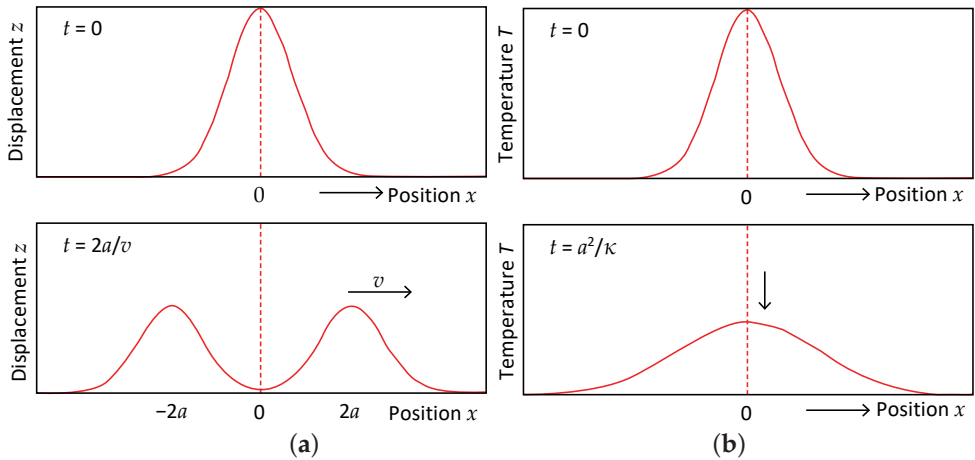 Displacement z
t = 0
0
Position x
Displacement z
t = 2a/v
v
−2a
0
2a
Position x
(a)
Temperature T
t = 0
0
Position x
Temperature T
t = a²/κ
0
Position x
(b)